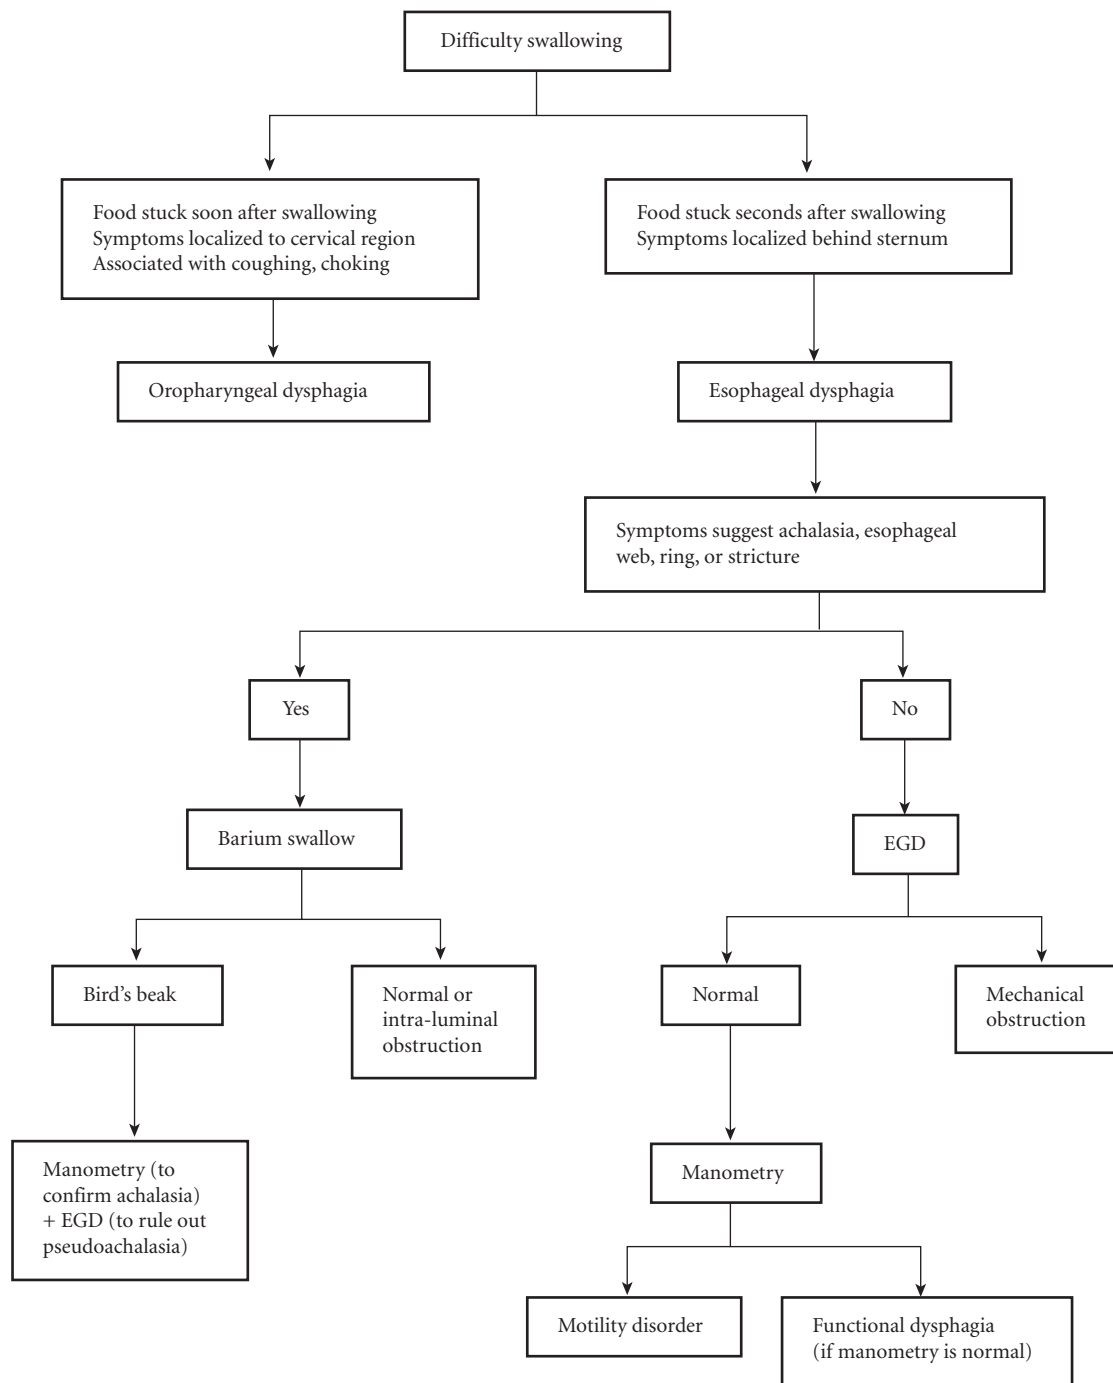 Difficulty swallowing
Food stuck soon after swallowing
Symptoms localized to cervical region
Associated with coughing, choking
Food stuck seconds after swallowing
Symptoms localized behind sternum
Oropharyngeal dysphagia
Esophageal dysphagia
Symptoms suggest achalasia, esophageal
web, ring, or stricture
Yes
No
Barium swallow
EGD
Bird's beak
Normal or
intra-luminal
obstruction
Normal
Mechanical
obstruction
Manometry (to
confirm achalasia)
+ EGD (to rule out
pseudoachalasia)
Manometry
Motility disorder
Functional dysphagia
(if manometry is normal)